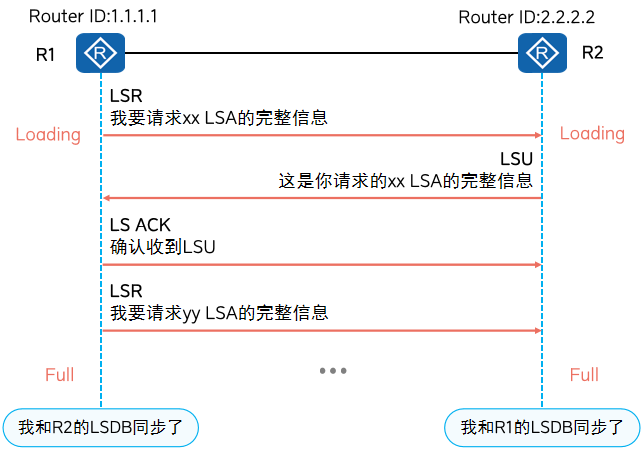 Router ID:1.1.1.1
Router ID:2.2.2.2
R1
R
R
R2
LSR
我要请求xx LSA的完整信息
Loading
Loading
LSU
这是你请求的xx LSA的完整信息
LS ACK
确认收到LSU
LSR
我要请求yy LSA的完整信息
Full
Full
我和R2的LSDB同步了
我和R1的LSDB同步了